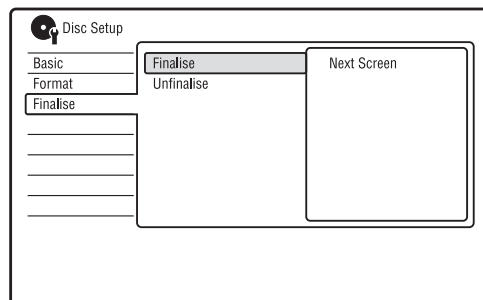 Disc Setup
Basic
Format
Finalise
Finalise
Unfinalise
Next Screen